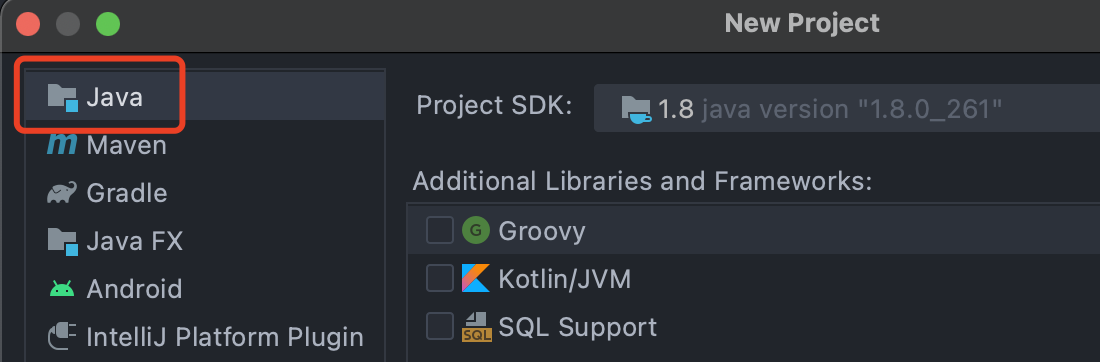 New Project
Java
Maven
Gradle
Java FX
Android
IntelliJ Platform Plugin
Project SDK: 1.8 java version "1.8.0_261"
Additional Libraries and Frameworks:
G Groovy
Kotlin/JVM
SQL SQL Support